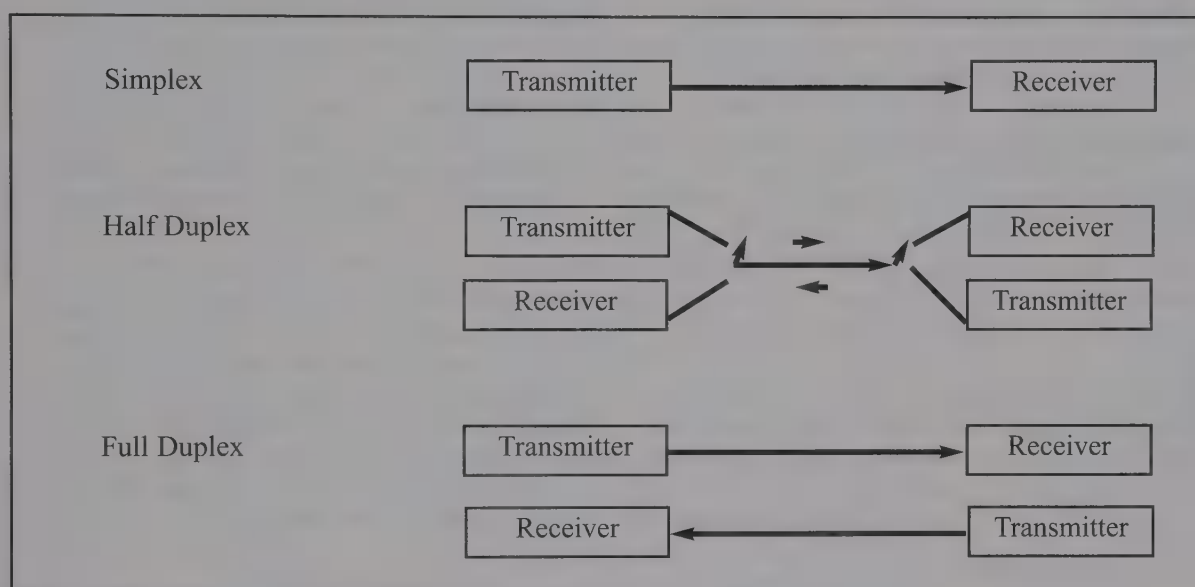 Simplex Transmitter Receiver
Half Duplex Transmitter Receiver
Receiver Transmitter
Full Duplex Transmitter Receiver
Receiver Transmitter